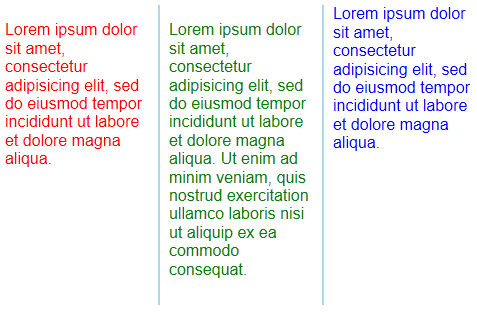 Lorem ipsum dolor
sit amet,
consectetur
adipisicing elit, sed
do eiusmod tempor
incididunt ut labore
et dolore magna
aliqua.
Lorem ipsum dolor
sit amet,
consectetur
adipisicing elit, sed
do eiusmod tempor
incididunt ut labore
et dolore magna
aliqua. Ut enim ad
minim veniam, quis
nostrud exercitation
ullamco laboris nisi
ut aliquip ex ea
commodo
consequat.
Lorem ipsum dolor
sit amet,
consectetur
adipisicing elit, sed
do eiusmod tempor
incididunt ut labore
et dolore magna
aliqua.